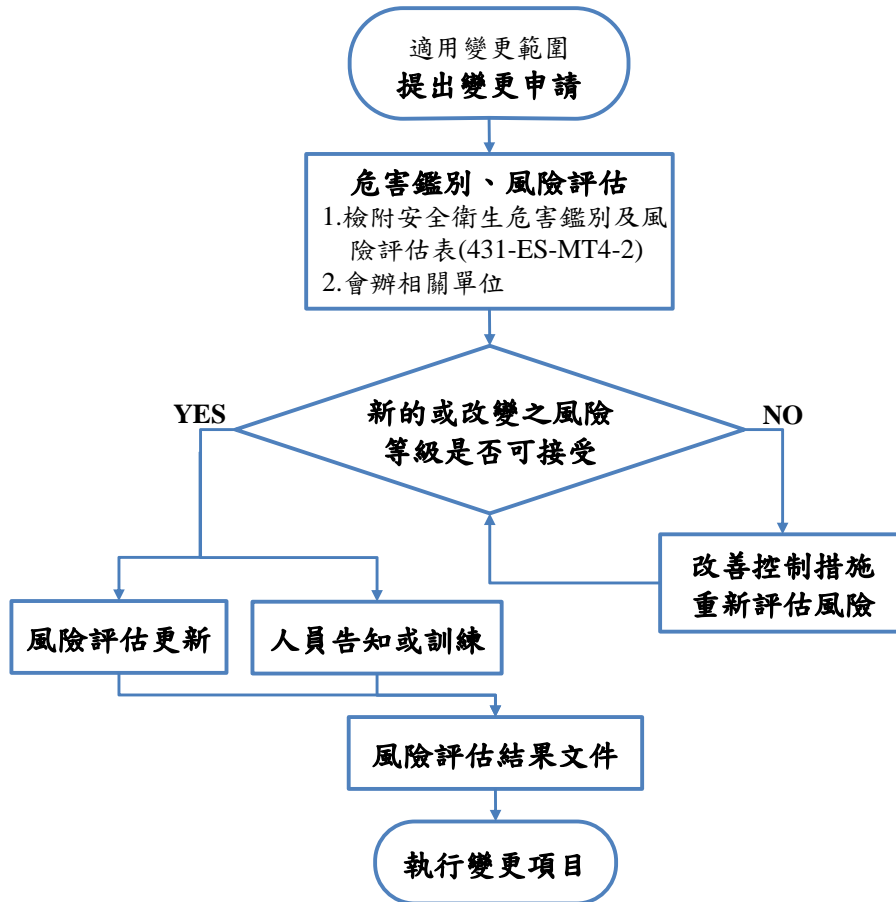 適用變更範圍
提出變更申請
危害鑑別、風險評估
1.檢附安全衛生危害鑑別及風
險評估表(431-ES-MT4-2)
2.會辦相關單位
YES
新的或改變之風險
等級是否可接受
NO
改善控制措施
重新評估風險
風險評估更新
人員告知或訓練
風險評估結果文件
執行變更項目